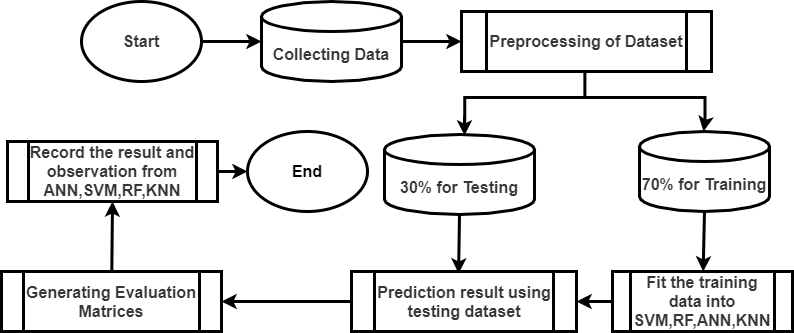 Start
Collecting Data
Preprocessing of Dataset
30% for Testing
70% for Training
Record the result and
observation from
ANN,SVM,RF,KNN
End
Generating Evaluation
Matrices
Prediction result using
testing dataset
Fit the training
data into
SVM,RF,ANN,KNN